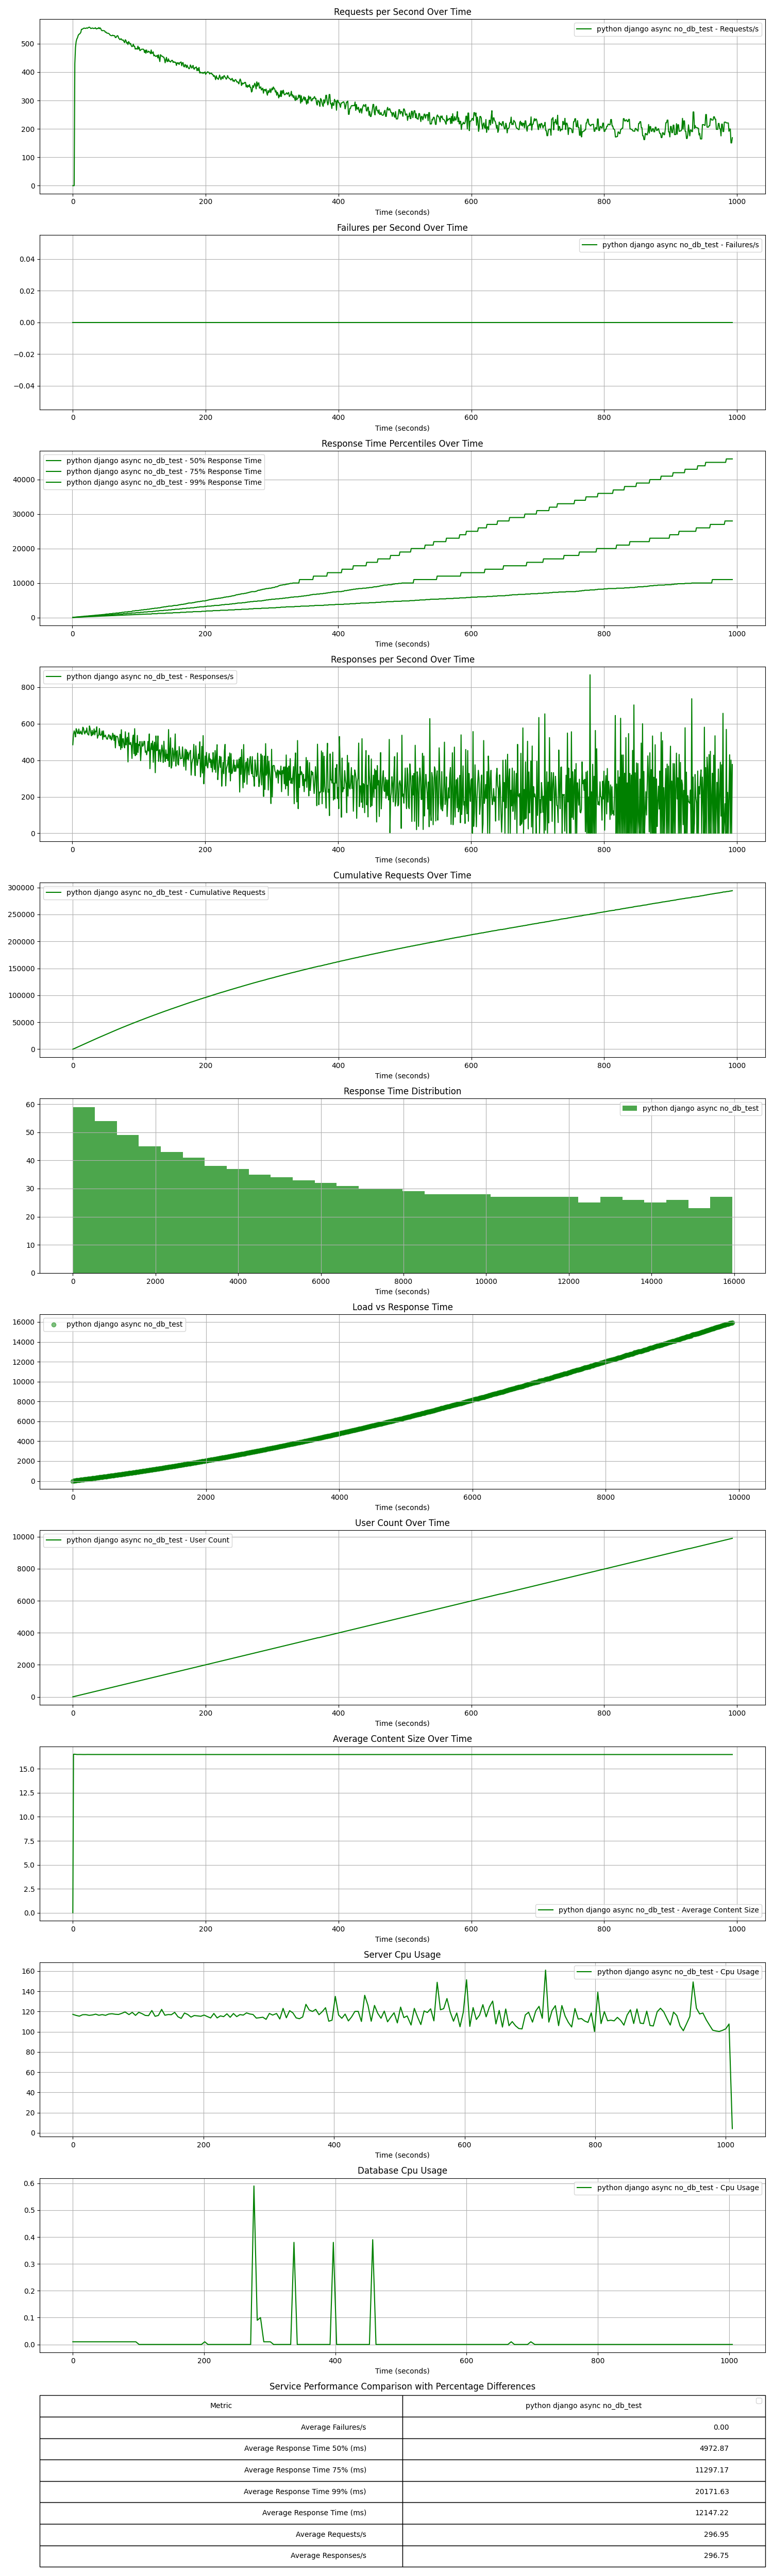 Requests per Second Over Time
python django async no_db_test - Requests/s
500
400
300
200
100
0
0 200 400 600 800 1000
Time (seconds)
Failures per Second Over Time
python django async no_db_test - Failures/s
0.04
0.02
0.00
−0.02
−0.04
0 200 400 600 800 1000
Time (seconds)
Response Time Percentiles Over Time
python django async no_db_test - 50% Response Time
python django async no_db_test - 75% Response Time
python django async no_db_test - 99% Response Time
40000
30000
20000
10000
0
0 200 400 600 800 1000
Time (seconds)
Responses per Second Over Time
python django async no_db_test - Responses/s
800
600
400
200
0
0 200 400 600 800 1000
Time (seconds)
Cumulative Requests Over Time
python django async no_db_test - Cumulative Requests
300000
250000
200000
150000
100000
50000
0
0 200 400 600 800 1000
Time (seconds)
Response Time Distribution
python django async no_db_test
60
50
40
30
20
10
0
0 2000 4000 6000 8000 10000 12000 14000 16000
Time (seconds)
Load vs Response Time
python django async no_db_test
16000
14000
12000
10000
8000
6000
4000
2000
0
0 2000 4000 6000 8000 10000
Time (seconds)
User Count Over Time
python django async no_db_test - User Count
10000
8000
6000
4000
2000
0
0 200 400 600 800 1000
Time (seconds)
Average Content Size Over Time
15.0
12.5
10.0
7.5
5.0
2.5
0.0
python django async no_db_test - Average Content Size
0 200 400 600 800 1000
Time (seconds)
Server Cpu Usage
python django async no_db_test - Cpu Usage
160
140
120
100
80
60
40
20
0
0 200 400 600 800 1000
Time (seconds)
Database Cpu Usage
python django async no_db_test - Cpu Usage
0.6
0.5
0.4
0.3
0.2
0.1
0.0
0 200 400 600 800 1000
Time (seconds)
Service Performance Comparison with Percentage Differences
Metric python django async no_db_test
Average Failures/s 0.00
Average Response Time 50% (ms) 4972.87
Average Response Time 75% (ms) 11297.17
Average Response Time 99% (ms) 20171.63
Average Response Time (ms) 12147.22
Average Requests/s 296.95
Average Responses/s 296.75